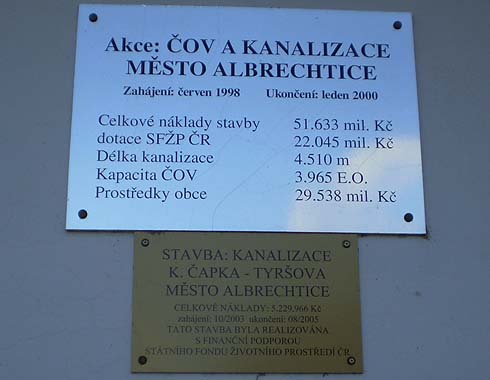 Akce: ČOV A KANALIZACE
MĚSTO ALBRECHTICE
Zahájení: červen 1998 Ukončení: leden 2000
Celkové náklady stavby 51.633 mil. Kč
dotace SFŽP ČR 22.045 mil. Kč
Délka kanalizace 4.510 m
Kapacita ČOV 3.965 E.O.
Prostředky obce 29.538 mil. Kč
STAVBA: KANALIZACE
K. ČAPKA - TYRŠOVA
MĚSTO ALBRECHTICE
CELKOVÉ NÁKLADY: 5.229,966 Kč
zahájení: 10/2003 ukončení: 08/2005
TATO STAVBA BYLA REALIZOVÁNA
S FINANČNÍ PODPOROU
STÁTNÍHO FONDU ŽIVOTNÍHO PROSTŘEDÍ ČR